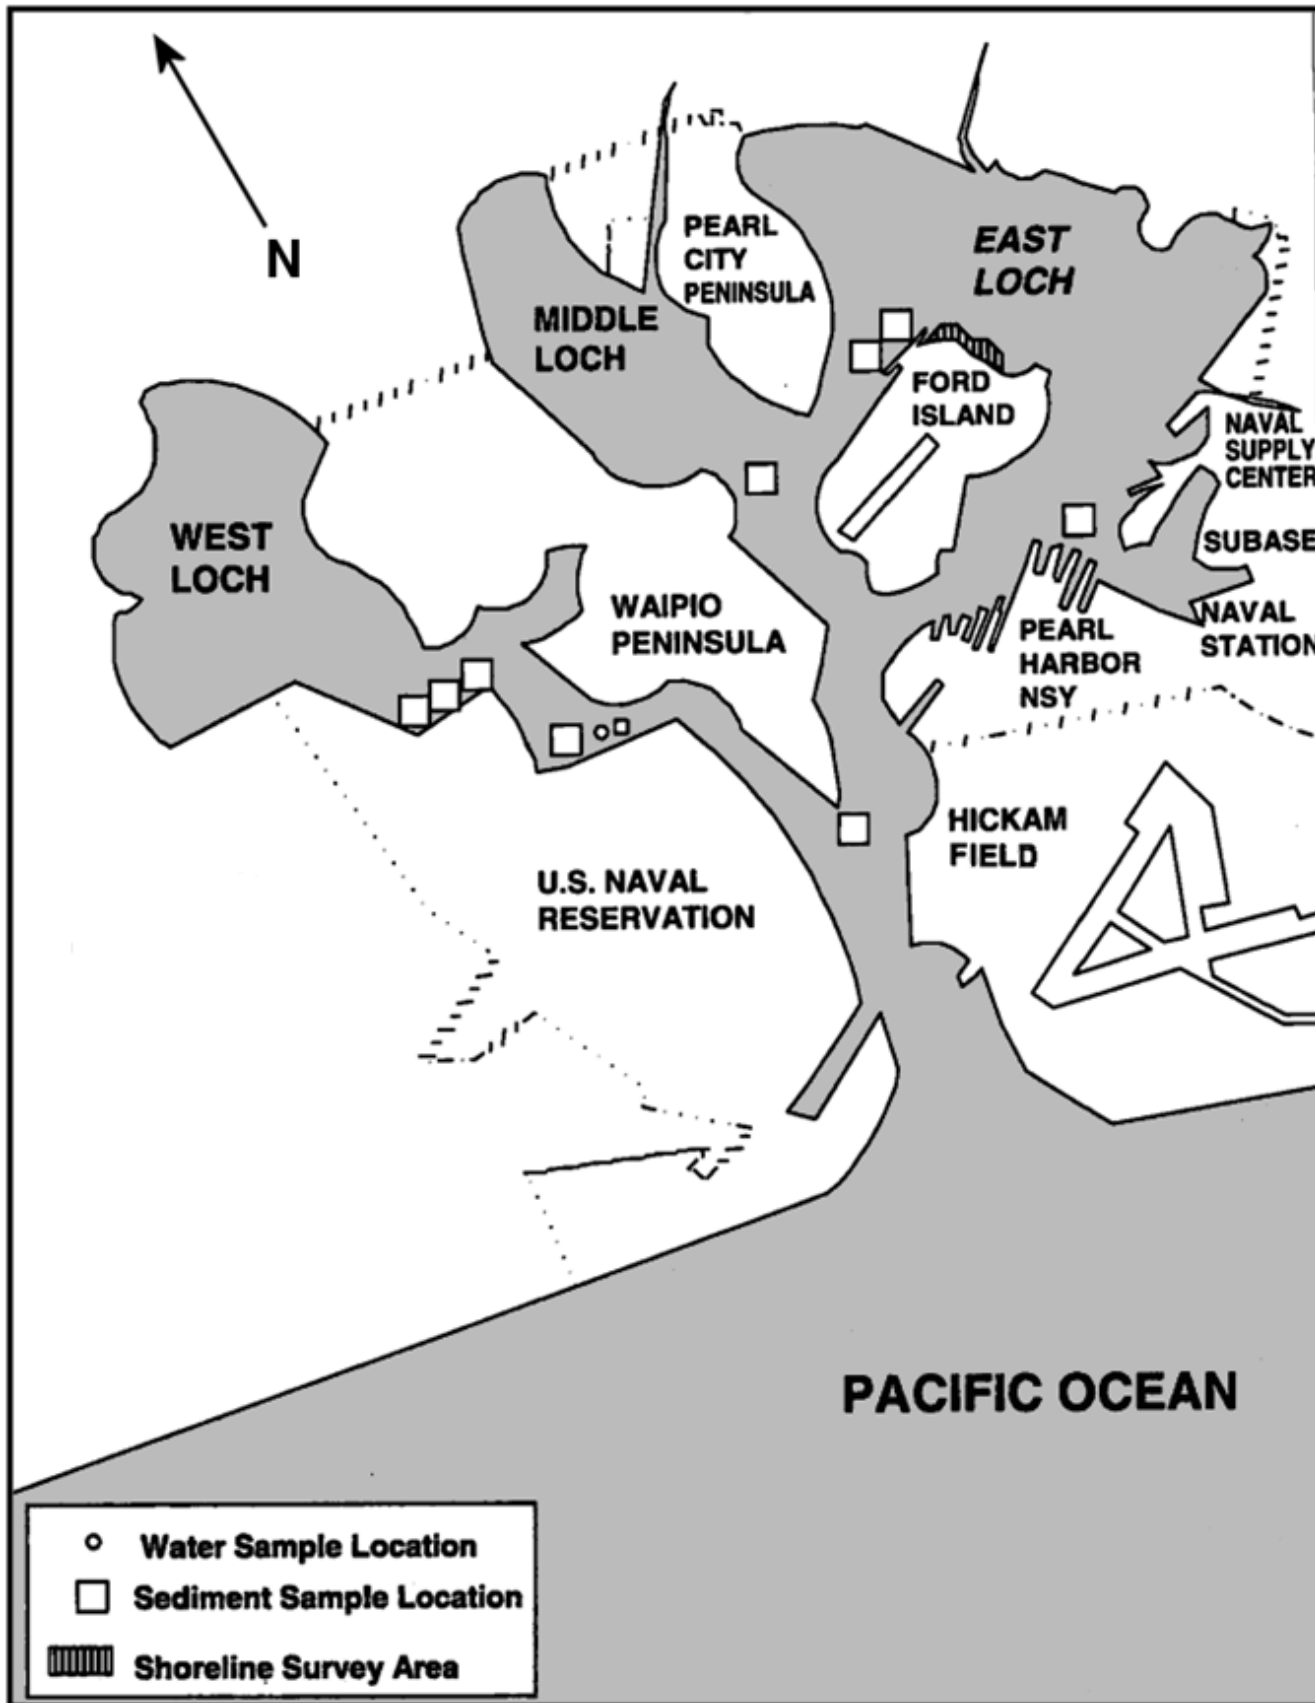 N
PEARL
CITY
PENINSULA
EAST
LOCH
MIDDLE
LOCH
FORD
ISLAND
NAVAL
SUPPLY
CENTER
WEST
LOCH
SUBASE
WAIPIO
PENINSULA
PEARL
HARBOR
NSY
NAVAL
STATION
HICKAM
FIELD
U.S. NAVAL
RESERVATION
PACIFIC OCEAN
Water Sample Location
Sediment Sample Location
Shoreline Survey Area